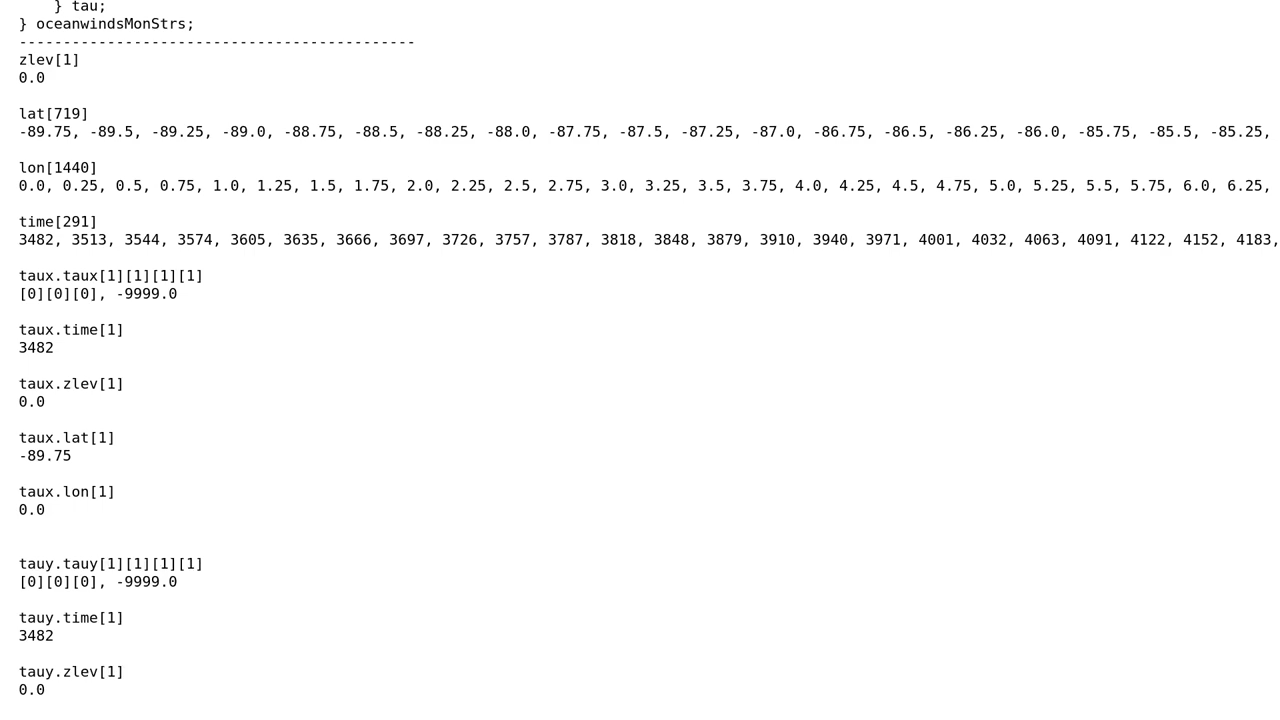 } tau;
} oceanwindsMonStrs;
---------------------------------------------
zlev[1]
0.0
lat[719]
-89.75, -89.5, -89.25, -89.0, -88.75, -88.5, -88.25, -88.0, -87.75, -87.5, -87.25, -87.0, -86.75, -86.5, -86.25, -86.0, -85.75, -85.5, -85.25,
lon[1440]
0.0, 0.25, 0.5, 0.75, 1.0, 1.25, 1.5, 1.75, 2.0, 2.25, 2.5, 2.75, 3.0, 3.25, 3.5, 3.75, 4.0, 4.25, 4.5, 4.75, 5.0, 5.25, 5.5, 5.75, 6.0, 6.25,
time[291]
3482, 3513, 3544, 3574, 3605, 3635, 3666, 3697, 3726, 3757, 3787, 3818, 3848, 3879, 3910, 3940, 3971, 4001, 4032, 4063, 4091, 4122, 4152, 4183,
taux.taux[1][1][1][1]
[0][0][0], -9999.0
taux.time[1]
3482
taux.zlev[1]
0.0
taux.lat[1]
-89.75
taux.lon[1]
0.0
tauy.tauy[1][1][1][1]
[0][0][0], -9999.0
tauy.time[1]
3482
tauy.zlev[1]
0.0